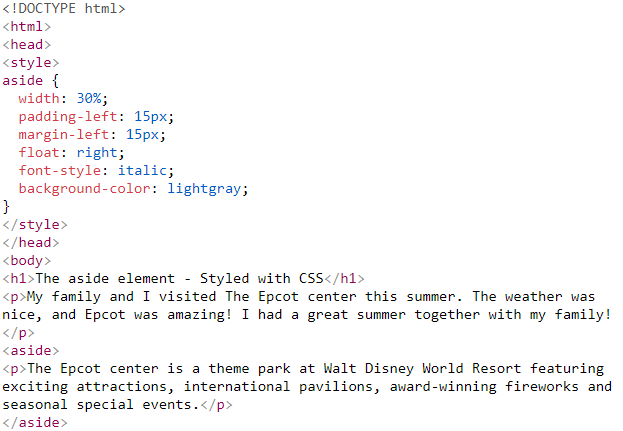 <!DOCTYPE html>
<html>
<head>
<style>
aside {
  width: 30%;
  padding-left: 15px;
  margin-left: 15px;
  float: right;
  font-style: italic;
  background-color: lightgray;
}
</style>
</head>
<body>
<h1>The aside element - Styled with CSS</h1>
<p>My family and I visited The Epcot center this summer. The weather was
nice, and Epcot was amazing! I had a great summer together with my family!
</p>
<aside>
<p>The Epcot center is a theme park at Walt Disney World Resort featuring
exciting attractions, international pavilions, award-winning fireworks and
seasonal special events.</p>
</aside>